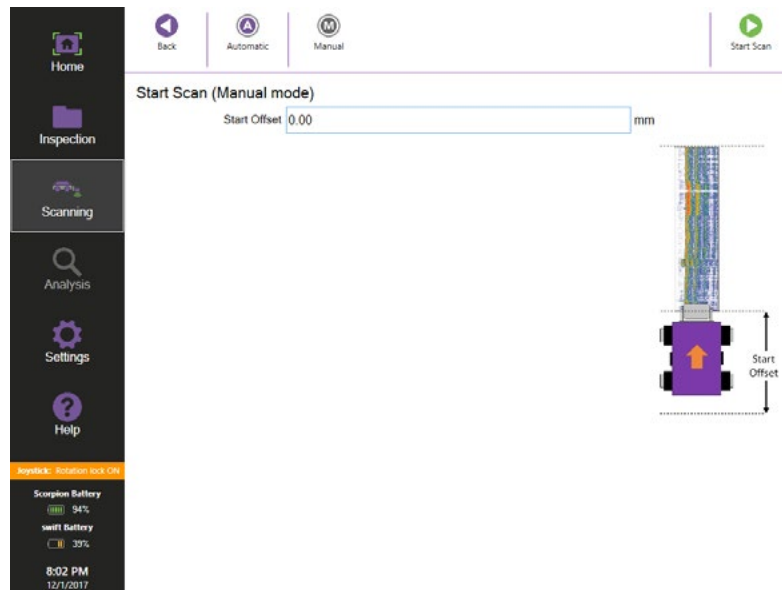 Home
Inspection
Scanning
Analysis
Settings
Help
Joystick: Rotation lock ON
Scorpion Battery
94%
swift Battery
39%
8:02 PM
12/1/2017
Back
A
Automatic
M
Manual
Start Scan
Start Scan (Manual mode)
Start Offset 0.00 mm
Start
Offset